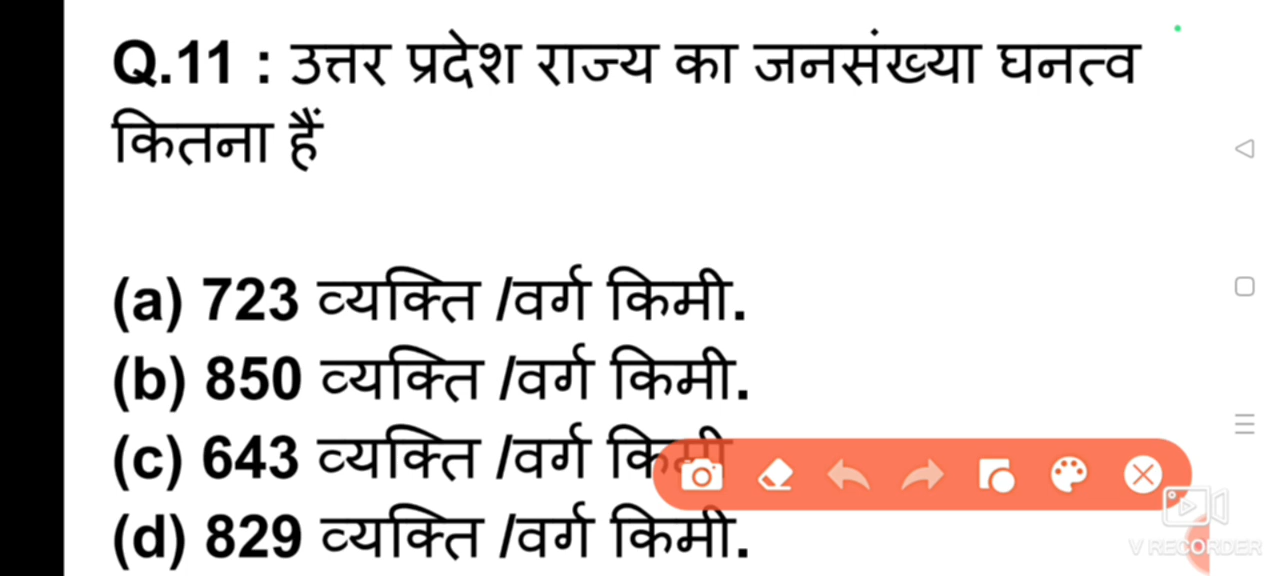 Q.11 : उत्तर प्रदेश राज्य का जनसंख्या घनत्व
कितना हैं
(a) 723 व्यक्ति /वर्ग किमी.
(b) 850 व्यक्ति /वर्ग किमी.
(c) 643 व्यक्ति /वर्ग किमी
(d) 829 व्यक्ति /वर्ग किमी.
V RECORDER